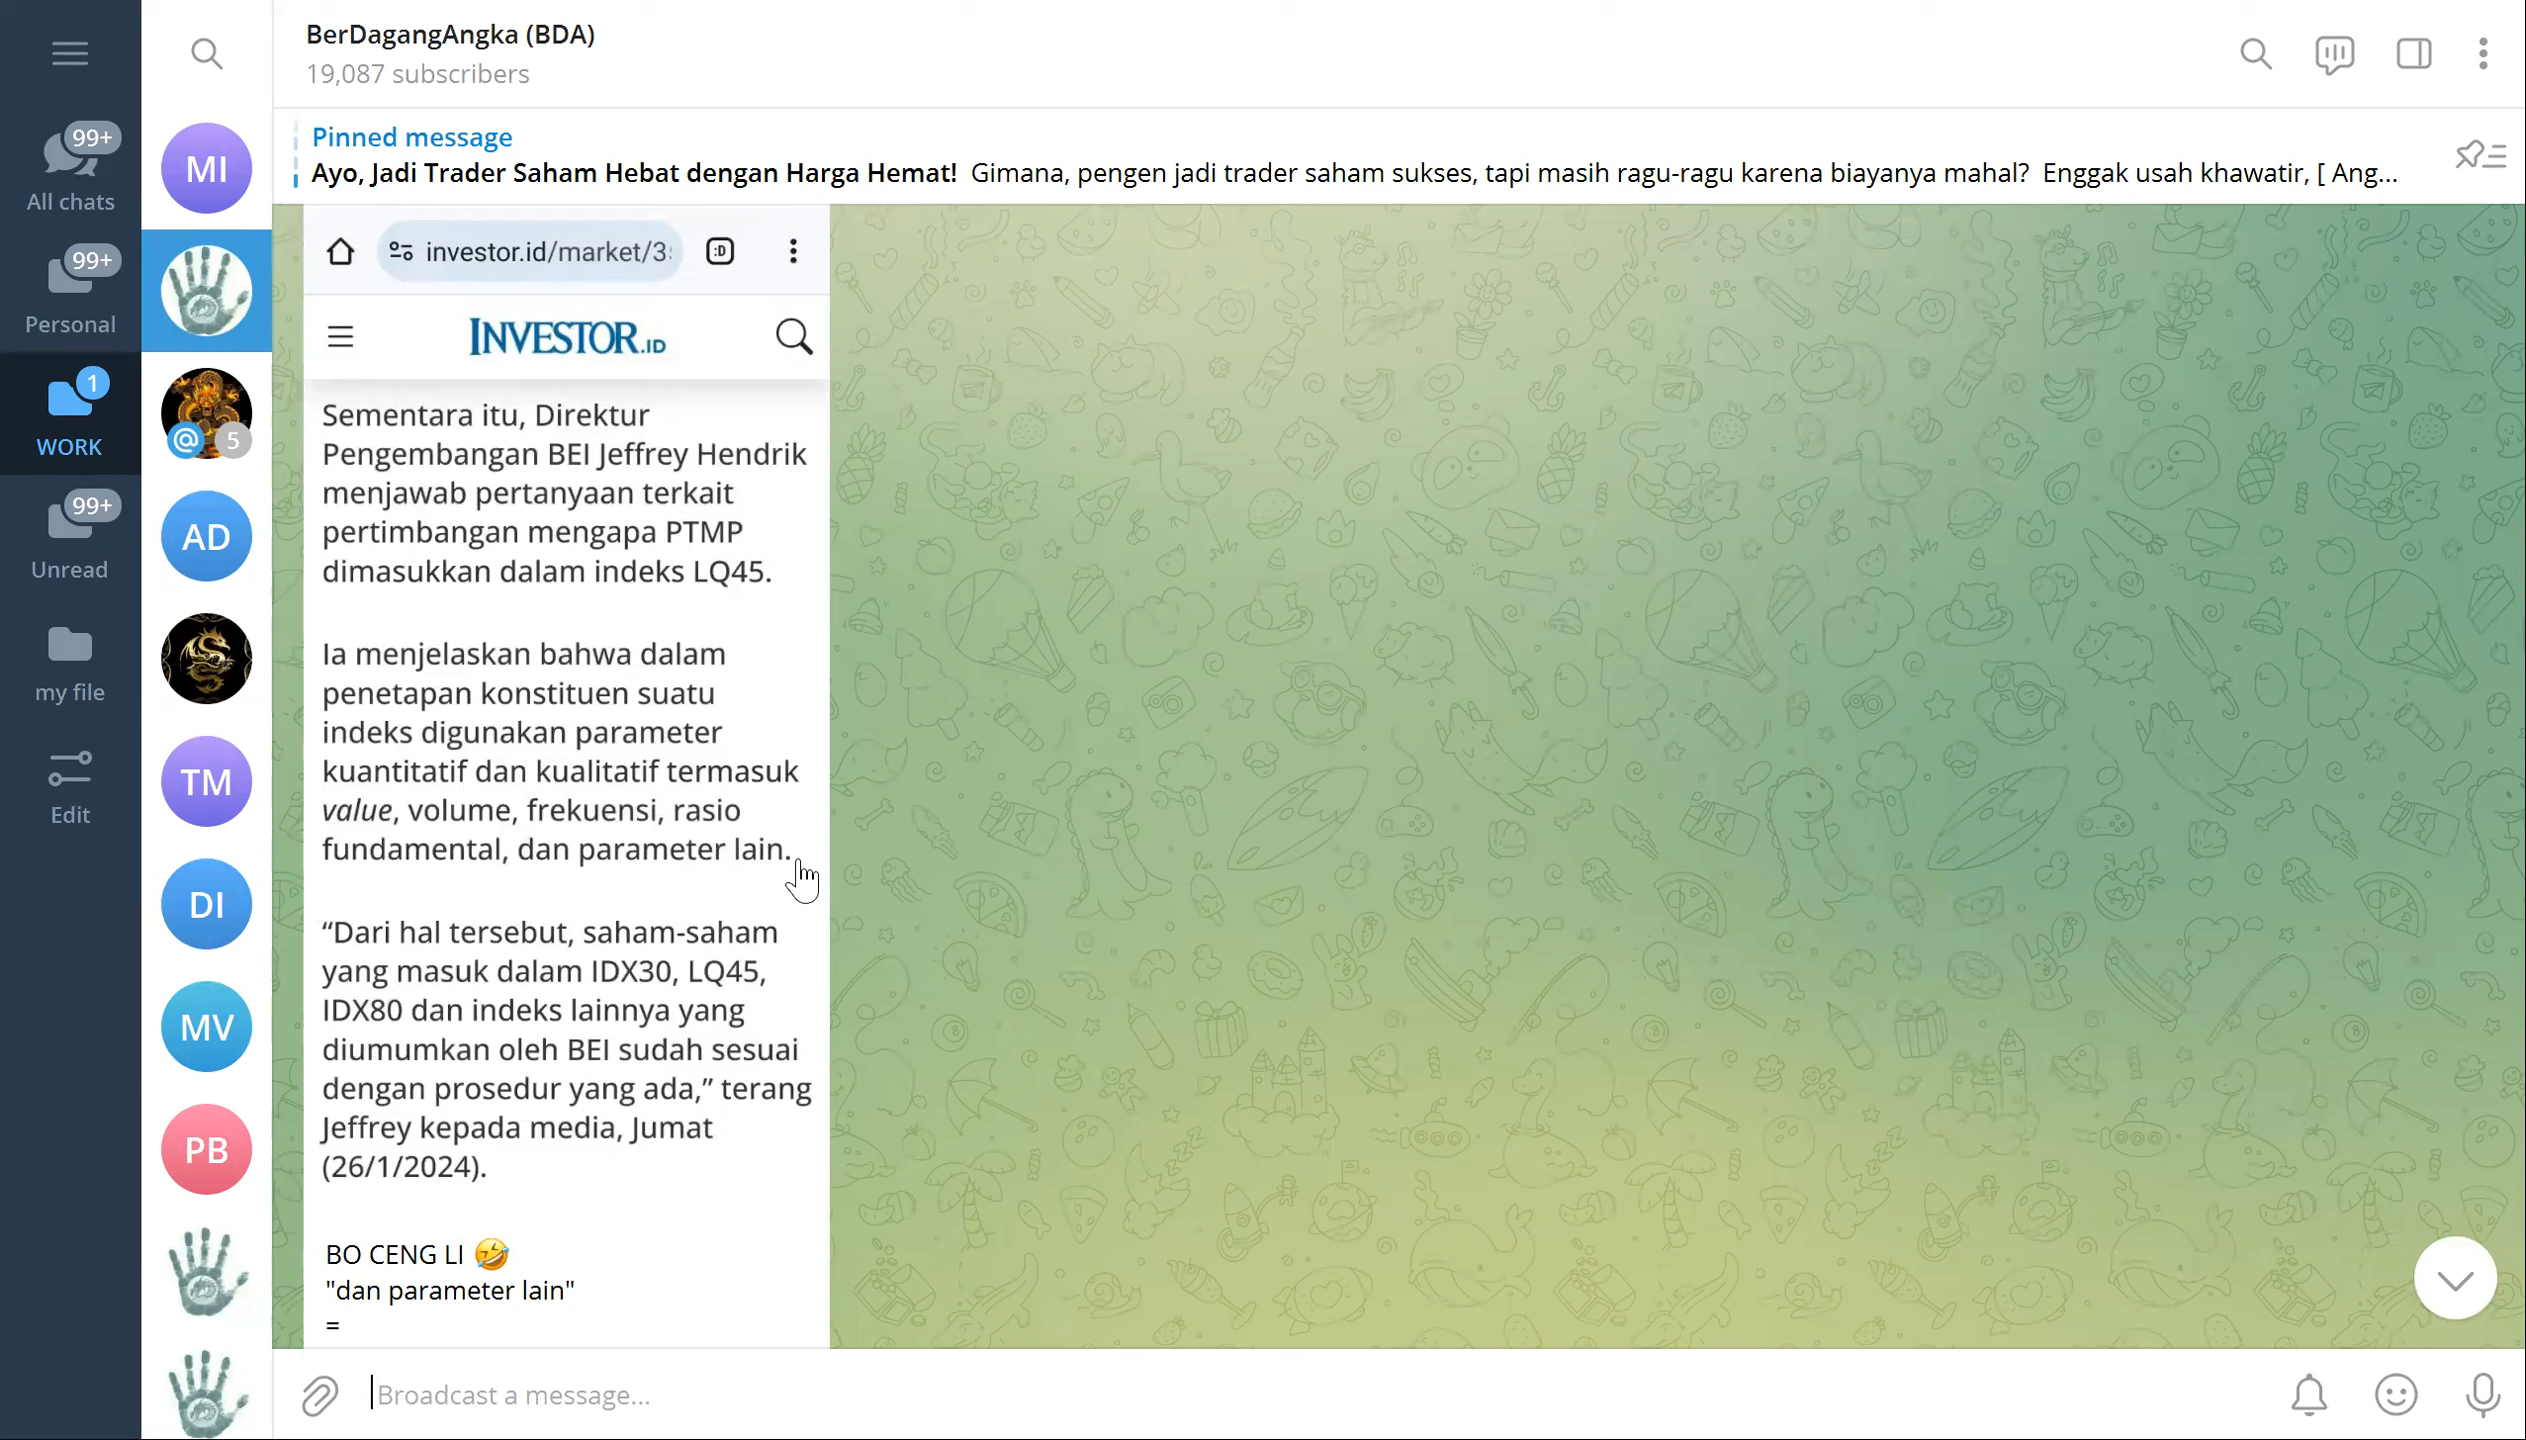 BerDagangAngka (BDA)
19,087 subscribers
Pinned message
Ayo, Jadi Trader Saham Hebat dengan Harga Hemat! Gimana, pengen jadi trader saham sukses, tapi masih ragu-ragu karena biayanya mahal? Enggak usah khawatir, [ Ang...
99+
All chats
99+
Personal
1
WORK
99+
Unread
my file
Edit
MI
@ 5
AD
TM
DI
MV
PB
investor.id/market/3
:D
INVESTOR.ID
Sementara itu, Direktur
Pengembangan BEI Jeffrey Hendrik
menjawab pertanyaan terkait
pertimbangan mengapa PTMP
dimasukkan dalam indeks LQ45.
Ia menjelaskan bahwa dalam
penetapan konstituen suatu
indeks digunakan parameter
kuantitatif dan kualitatif termasuk
value, volume, frekuensi, rasio
fundamental, dan parameter lain.
“Dari hal tersebut, saham-saham
yang masuk dalam IDX30, LQ45,
IDX80 dan indeks lainnya yang
diumumkan oleh BEI sudah sesuai
dengan prosedur yang ada,” terang
Jeffrey kepada media, Jumat
(26/1/2024).
BO CENG LI 🤣
"dan parameter lain"
=
Broadcast a message...